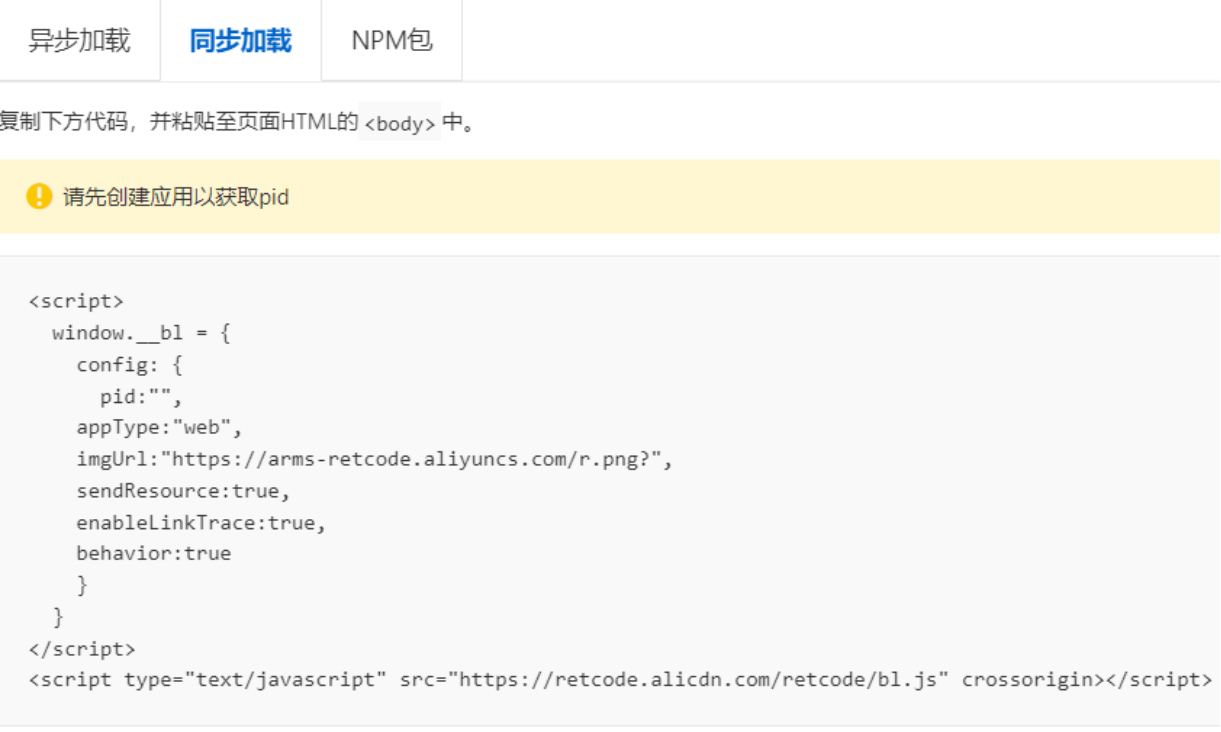 异步加载 同步加载 NPM包
复制下方代码，并粘贴至页面HTML的 <body> 中。
请先创建应用以获取pid
<script>
  window.__bl = {
    config: {
      pid:"",
    appType:"web",
    imgUrl:"https://arms-retcode.aliyuncs.com/r.png?",
    sendResource:true,
    enableLinkTrace:true,
    behavior:true
    }
  }
</script>
<script type="text/javascript" src="https://retcode.alicdn.com/retcode/bl.js" crossorigin></script>